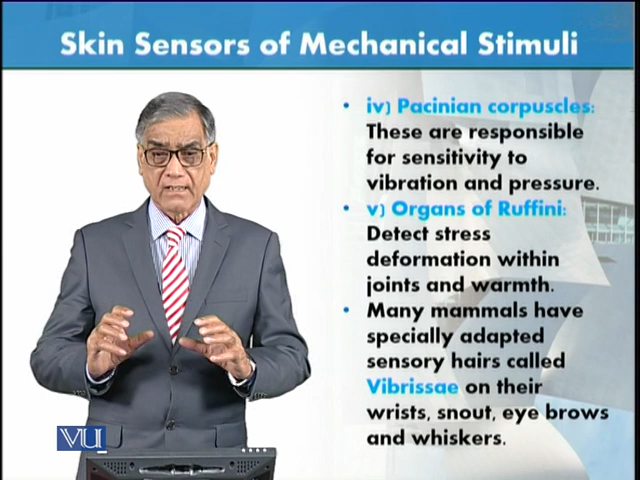 Skin Sensors of Mechanical Stimuli
• iv) Pacinian corpuscles:
These are responsible
for sensitivity to
vibration and pressure.
• v) Organs of Ruffini:
Detect stress
deformation within
joints and warmth.
• Many mammals have
specially adapted
sensory hairs called
Vibrissae on their
wrists, snout, eye brows
and whiskers.
VU